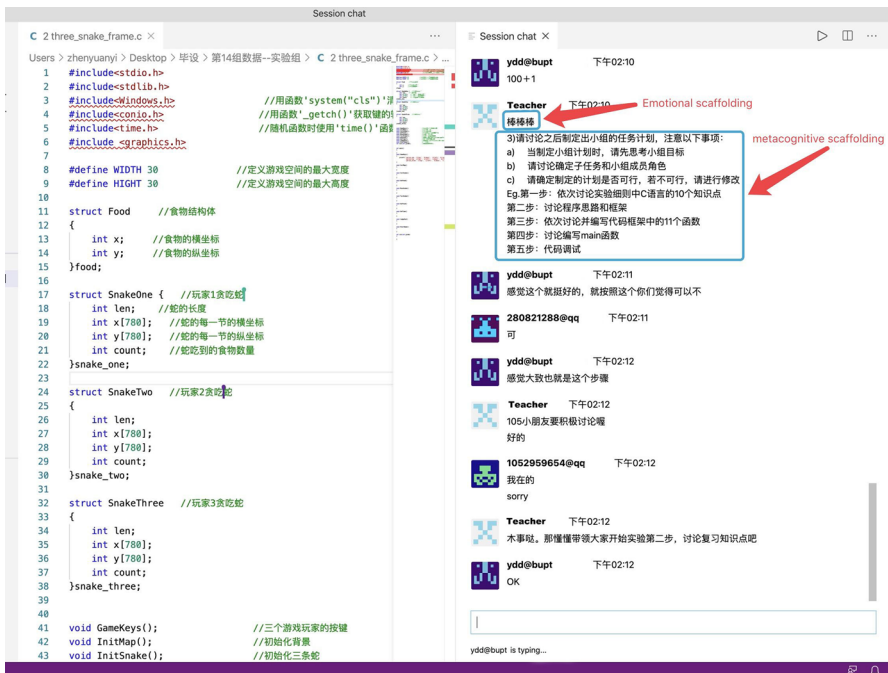 Session chat
C 2 three_snake_frame.c ×
Users > zhenyuanyi > Desktop > 毕设 > 第14组数据--实验组 > C 2 three_snake_frame.c > ...
1 #include<stdio.h>
2 #include<stdlib.h>
3 #include<Windows.h> //用函数'system("cls")'
4 #include<conio.h> //用函数'_getch()'获取键的
5 #include<time.h> //随机函数时使用'time()'函
6 #include <graphics.h>
7
8 #define WIDTH 30 //定义游戏空间的最大宽度
9 #define HIGHT 30 //定义游戏空间的最大高度
10
11 struct Food //食物结构体
12 {
13 int x; //食物的横坐标
14 int y; //食物的纵坐标
15 }food;
16
17 struct SnakeOne { //玩家1贪吃蛇
18 int len; //蛇的长度
19 int x[780]; //蛇的每一节的横坐标
20 int y[780]; //蛇的每一节的纵坐标
21 int count; //蛇吃到的食物数量
22 }snake_one;
23
24 struct SnakeTwo //玩家2贪吃蛇
25 {
26 int len;
27 int x[780];
28 int y[780];
29 int count;
30 }snake_two;
31
32 struct SnakeThree //玩家3贪吃蛇
33 {
34 int len;
35 int x[780];
36 int y[780];
37 int count;
38 }snake_three;
39
40
41 void GameKeys(); //三个游戏玩家的按键
42 void InitMap(); //初始化背景
43 void InitSnake(); //初始化三条蛇
Session chat ×
ydd@bupt 下午02:10
100+1
Teacher 下午02:10
Emotional scaffolding
棒棒棒
metacognitive scaffolding
3)请讨论之后制定出小组的任务计划，注意以下事项：
a) 当制定小组计划时，请先思考小组目标
b) 请讨论确定子任务和小组成员角色
c) 请确定制定的计划是否可行，若不可行，请进行修改
Eg.第一步：依次讨论实验细则中C语言的10个知识点
第二步：讨论程序思路和框架
第三步：依次讨论并编写代码框架中的11个函数
第四步：讨论编写main函数
第五步：代码调试
ydd@bupt 下午02:11
感觉这个就挺好的，就按照这个你们觉得可以不
280821288@qq 下午02:11
可
ydd@bupt 下午02:12
感觉大致也就是这个步骤
Teacher 下午02:12
105小朋友要积极讨论喔
好的
1052959654@qq 下午02:12
我在的
sorry
Teacher 下午02:12
木事哒。那懂懂带领大家开始实验第二步，讨论复习知识点吧
ydd@bupt 下午02:12
OK
ydd@bupt is typing...